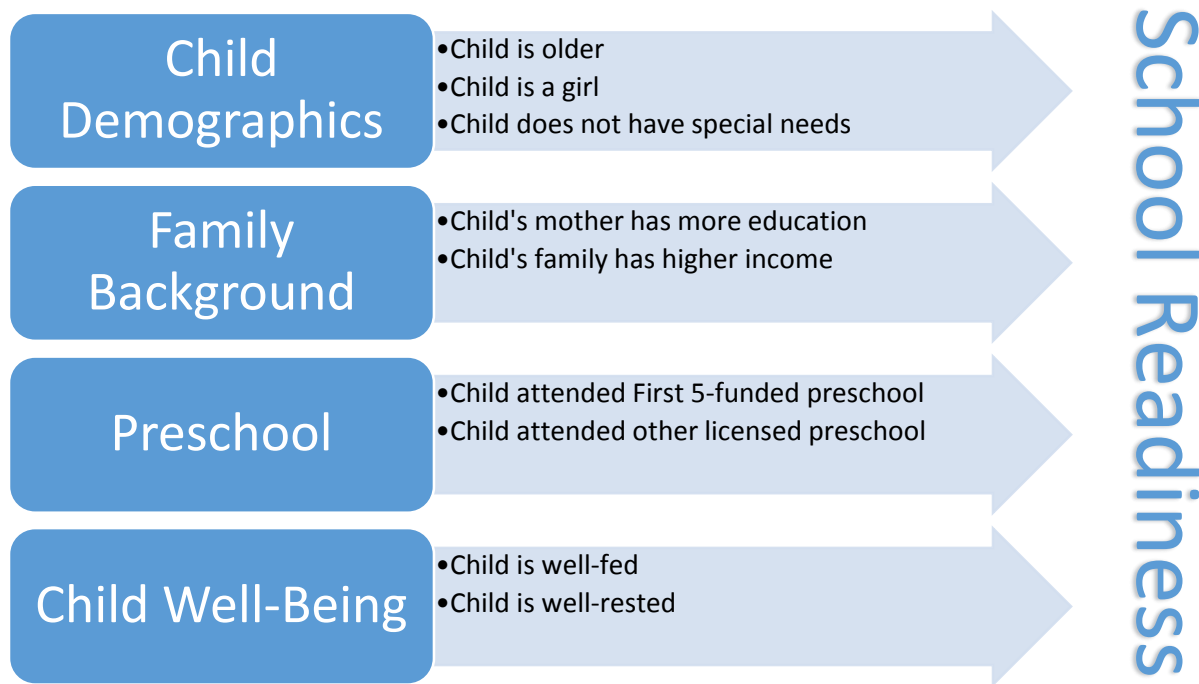 Child
Demographics
•Child is older
•Child is a girl
•Child does not have special needs
Family
Background
•Child's mother has more education
•Child's family has higher income
Preschool
•Child attended First 5-funded preschool
•Child attended other licensed preschool
Child Well-Being
•Child is well-fed
•Child is well-rested
School Readiness